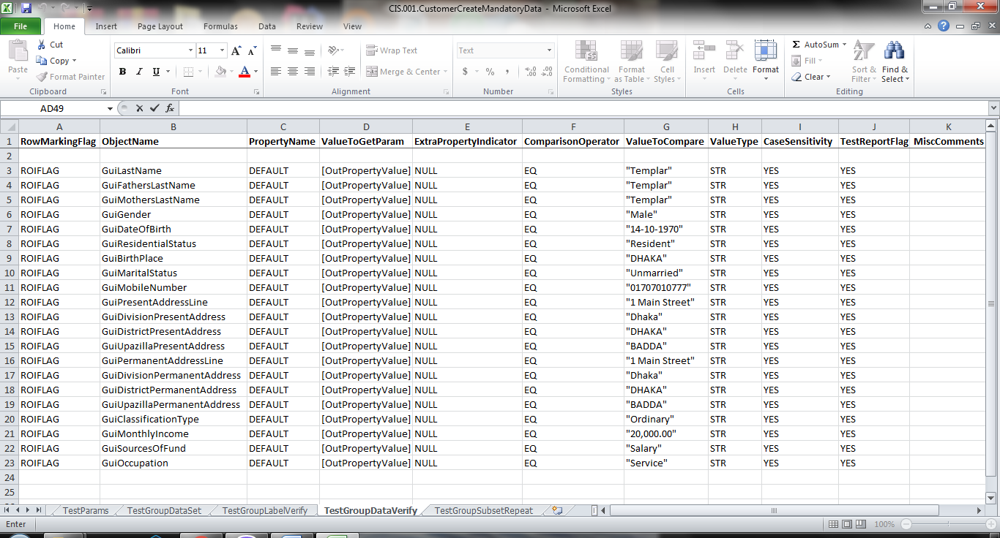 CIS.001.CustomerCreateMandatoryData - Microsoft Excel
File Home Insert Page Layout Formulas Data Review View
Paste Cut Copy Format Painter Clipboard
Calibri 11 A A B I U A Font
Wrap Text Merge & Center Alignment
Text $ % , .00 .00 Number
Conditional Formatting Format as Table Cell Styles Styles
Insert Delete Format Cells
Σ AutoSum Fill Clear Sort & Filter Find & Select Editing
AD49 fx
A B C D E F G H I J K
1 RowMarkingFlag ObjectName PropertyName ValueToGetParam ExtraPropertyIndicator ComparisonOperator ValueToCompare ValueType CaseSensitivity TestReportFlag MiscComments
2
3 ROIFLAG GuiLastName DEFAULT [OutPropertyValue] NULL EQ "Templar" STR YES YES
4 ROIFLAG GuiFathersLastName DEFAULT [OutPropertyValue] NULL EQ "Templar" STR YES YES
5 ROIFLAG GuiMothersLastName DEFAULT [OutPropertyValue] NULL EQ "Templar" STR YES YES
6 ROIFLAG GuiGender DEFAULT [OutPropertyValue] NULL EQ "Male" STR YES YES
7 ROIFLAG GuiDateOfBirth DEFAULT [OutPropertyValue] NULL EQ "14-10-1970" STR YES YES
8 ROIFLAG GuiResidentialStatus DEFAULT [OutPropertyValue] NULL EQ "Resident" STR YES YES
9 ROIFLAG GuiBirthPlace DEFAULT [OutPropertyValue] NULL EQ "DHAKA" STR YES YES
10 ROIFLAG GuiMaritalStatus DEFAULT [OutPropertyValue] NULL EQ "Unmarried" STR YES YES
11 ROIFLAG GuiMobileNumber DEFAULT [OutPropertyValue] NULL EQ "01707010777" STR YES YES
12 ROIFLAG GuiPresentAddressLine DEFAULT [OutPropertyValue] NULL EQ "1 Main Street" STR YES YES
13 ROIFLAG GuiDivisionPresentAddress DEFAULT [OutPropertyValue] NULL EQ "Dhaka" STR YES YES
14 ROIFLAG GuiDistrictPresentAddress DEFAULT [OutPropertyValue] NULL EQ "DHAKA" STR YES YES
15 ROIFLAG GuiUpazillaPresentAddress DEFAULT [OutPropertyValue] NULL EQ "BADDA" STR YES YES
16 ROIFLAG GuiPermanentAddressLine DEFAULT [OutPropertyValue] NULL EQ "1 Main Street" STR YES YES
17 ROIFLAG GuiDivisionPermanentAddress DEFAULT [OutPropertyValue] NULL EQ "Dhaka" STR YES YES
18 ROIFLAG GuiDistrictPermanentAddress DEFAULT [OutPropertyValue] NULL EQ "DHAKA" STR YES YES
19 ROIFLAG GuiUpazillaPermanentAddress DEFAULT [OutPropertyValue] NULL EQ "BADDA" STR YES YES
20 ROIFLAG GuiClassificationType DEFAULT [OutPropertyValue] NULL EQ "Ordinary" STR YES YES
21 ROIFLAG GuiMonthlyIncome DEFAULT [OutPropertyValue] NULL EQ "20,000.00" STR YES YES
22 ROIFLAG GuiSourcesOfFund DEFAULT [OutPropertyValue] NULL EQ "Salary" STR YES YES
23 ROIFLAG GuiOccupation DEFAULT [OutPropertyValue] NULL EQ "Service" STR YES YES
24
25
TestParams TestGroupDataSet TestGroupLabelVerify TestGroupDataVerify TestGroupSubsetRepeat
Enter 100%